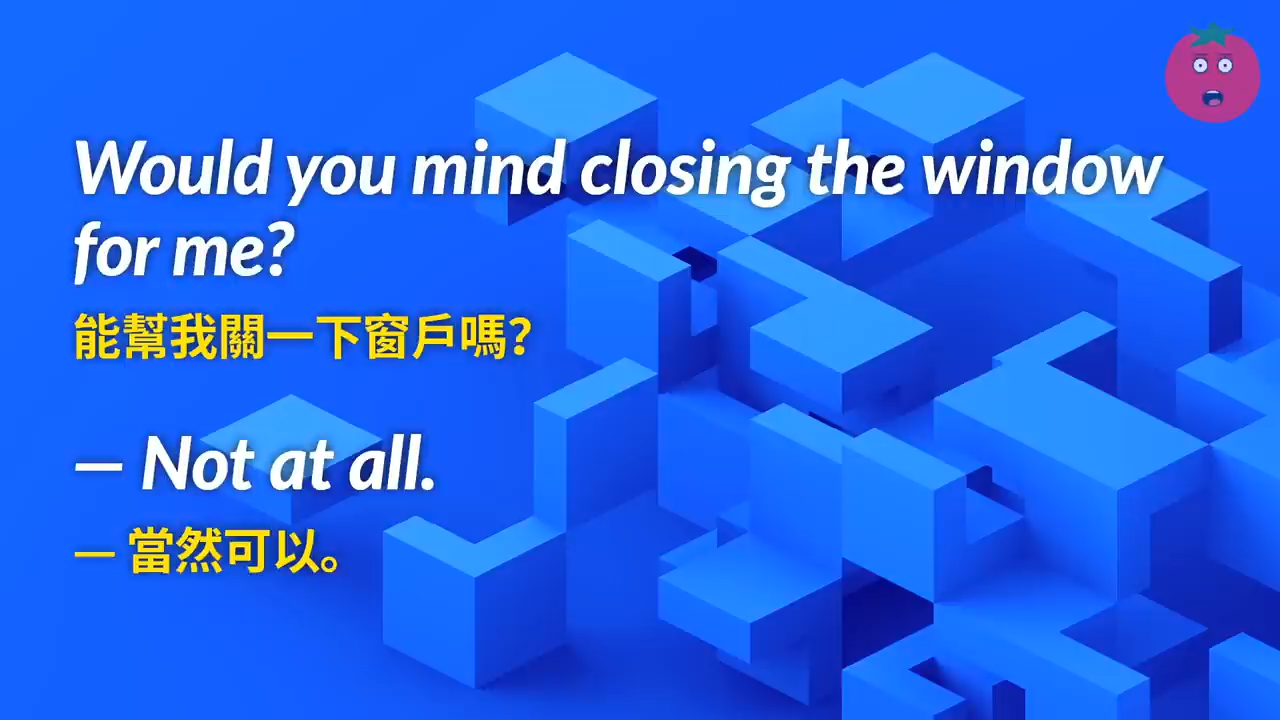 Would you mind closing the window
for me?
能幫我關一下窗戶嗎?
— Not at all.
— 當然可以。